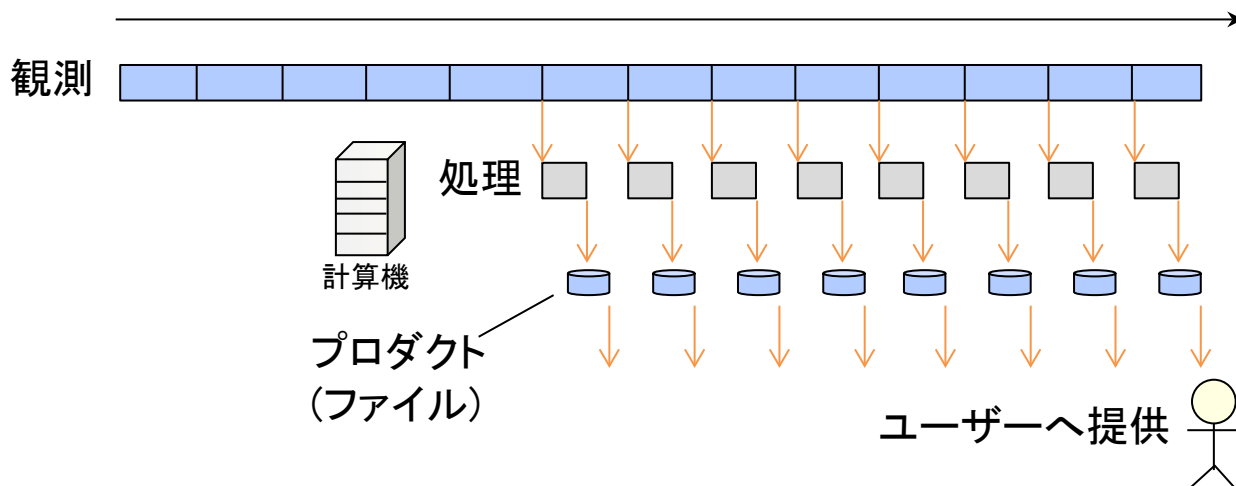 観測
処理
計算機
プロダクト
(ファイル)
ユーザーへ提供